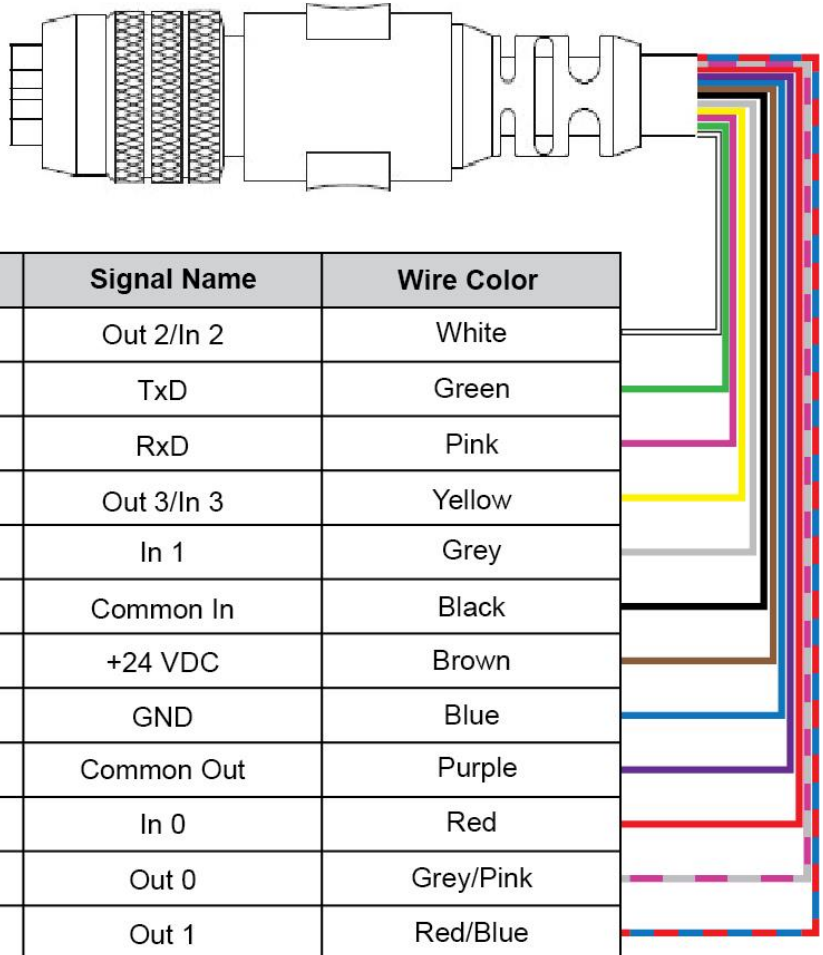 Signal Name Wire Color
Out 2/In 2 White
TxD Green
RxD Pink
Out 3/In 3 Yellow
In 1 Grey
Common In Black
+24 VDC Brown
GND Blue
Common Out Purple
In 0 Red
Out 0 Grey/Pink
Out 1 Red/Blue